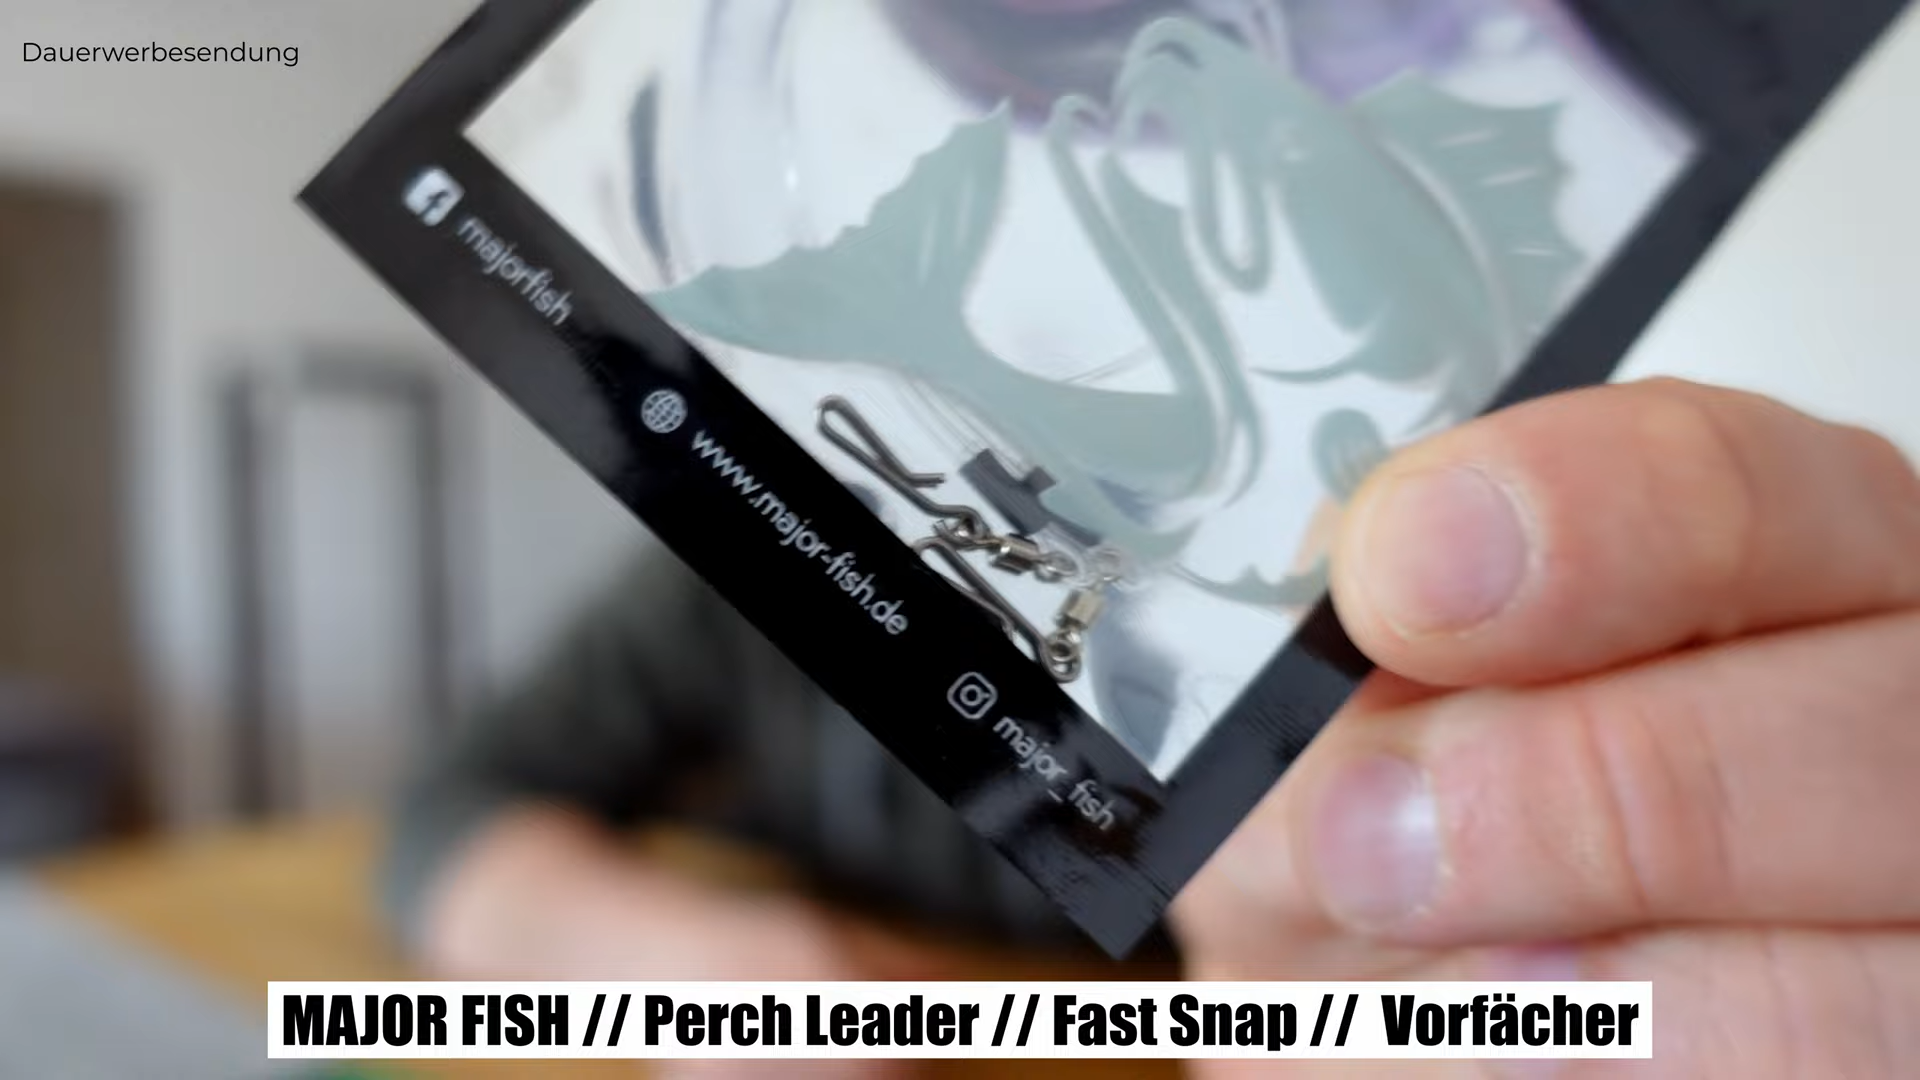 Dauerwerbesendung
majorfish
www.major-fish.de
major_fish
MAJOR FISH // Perch Leader // Fast Snap // Vorfächer